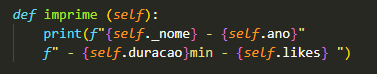 def imprime (self):
print(f"{self._nome} - {self.ano}"
f" - {self.duracao}min - {self.likes} ")